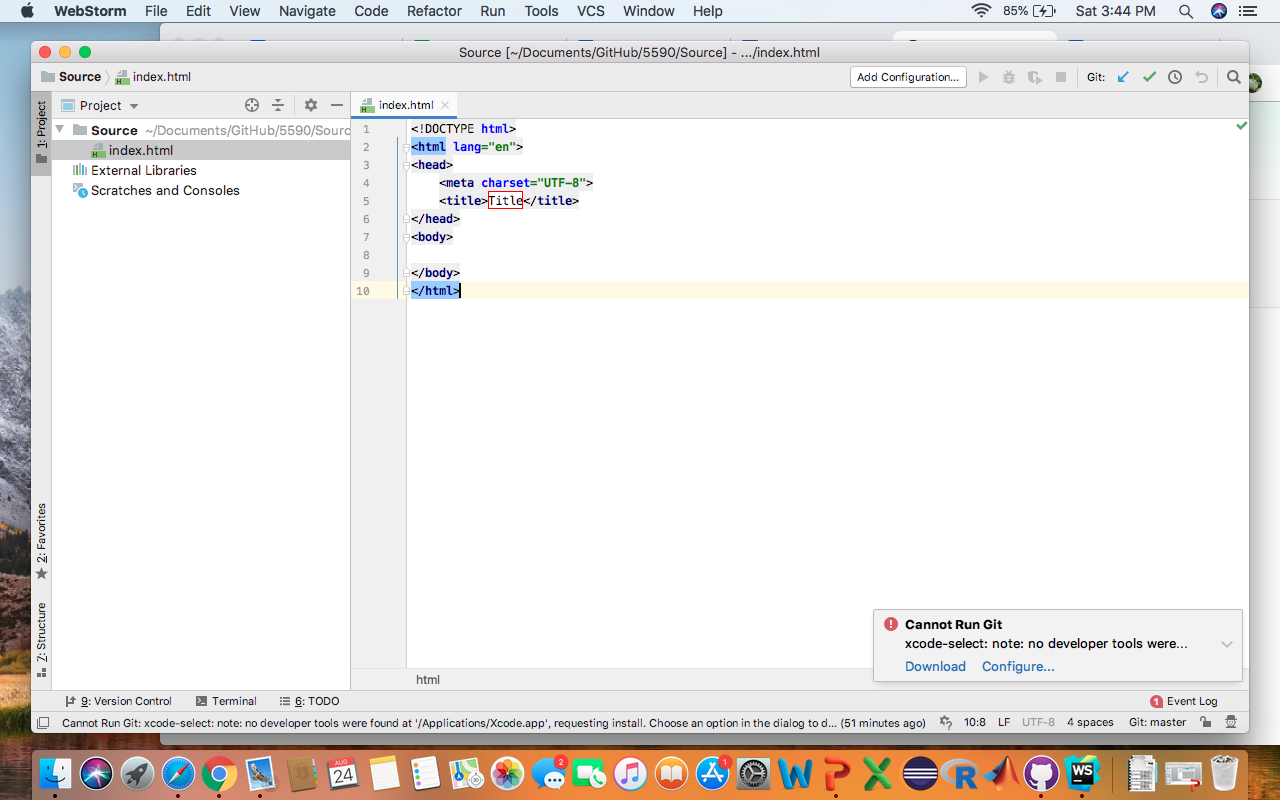 WebStorm File Edit View Navigate Code Refactor Run Tools VCS Window Help 85% Sat 3:44 PM
Source [~/Documents/GitHub/5590/Source] - .../index.html
Source index.html Add Configuration... Git:
1: Project Project index.html
Source ~/Documents/GitHub/5590/Sourc
index.html
External Libraries
Scratches and Consoles
1 <!DOCTYPE html>
2 <html lang="en">
3 <head>
4 <meta charset="UTF-8">
5 <title>Title</title>
6 </head>
7 <body>
8
9 </body>
10 </html>
2: Favorites
7: Structure
Cannot Run Git
xcode-select: note: no developer tools were...
Download Configure...
html
9: Version Control Terminal 6: TODO 1 Event Log
Cannot Run Git: xcode-select: note: no developer tools were found at '/Applications/Xcode.app', requesting install. Choose an option in the dialog to d... (51 minutes ago) 10:8 LF UTF-8 4 spaces Git: master
AUG
24
2
1
WS